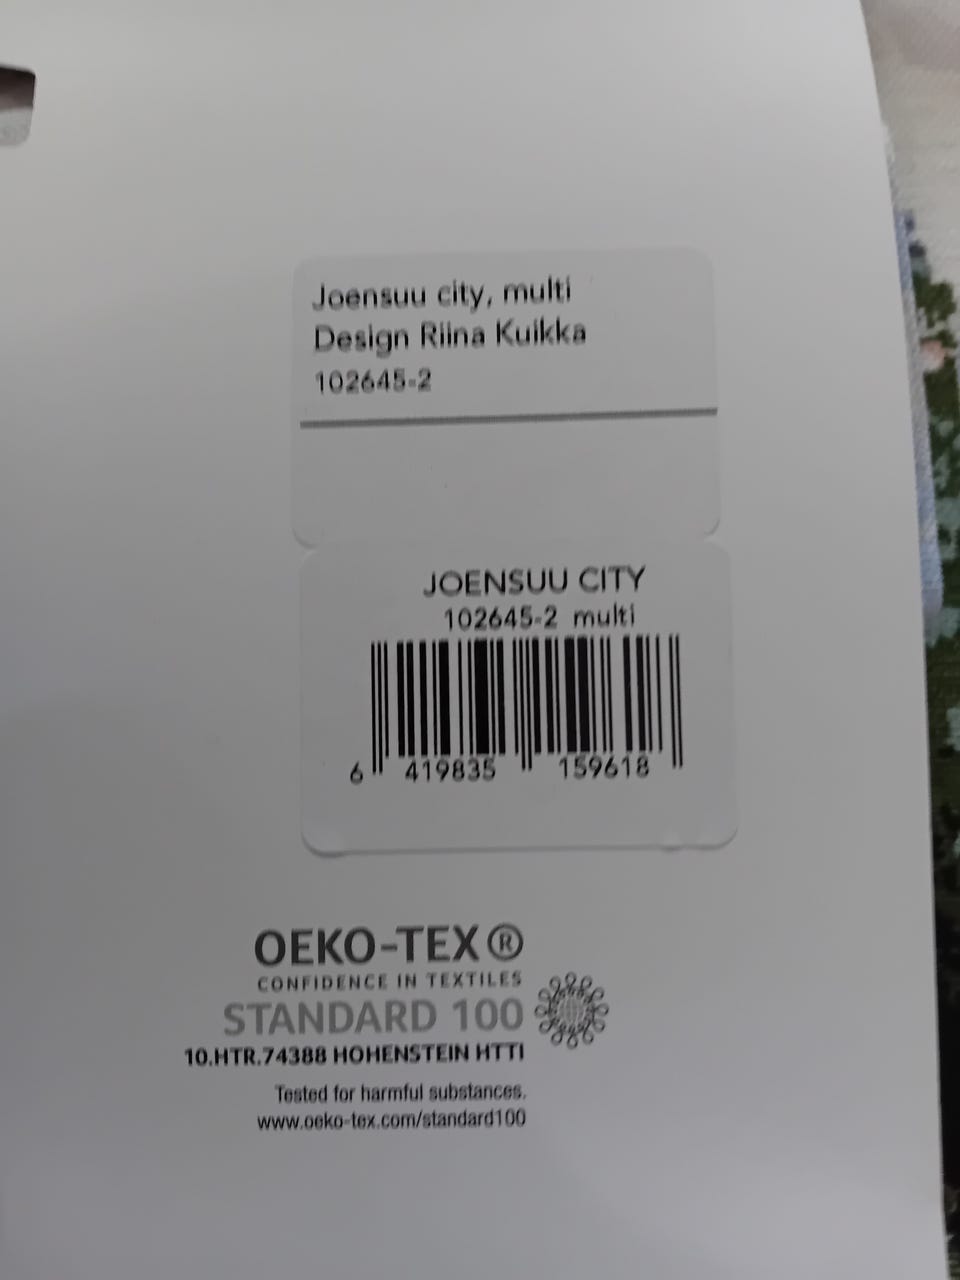 Joensuu city, multi
Design Riina Kuikka
102645-2
JOENSUU CITY
102645-2 multi
6 419835 159618
OEKO-TEX®
CONFIDENCE IN TEXTILES
STANDARD 100
10.HTR.74388 HOHENSTEIN HTTI
Tested for harmful substances.
www.oeko-tex.com/standard100